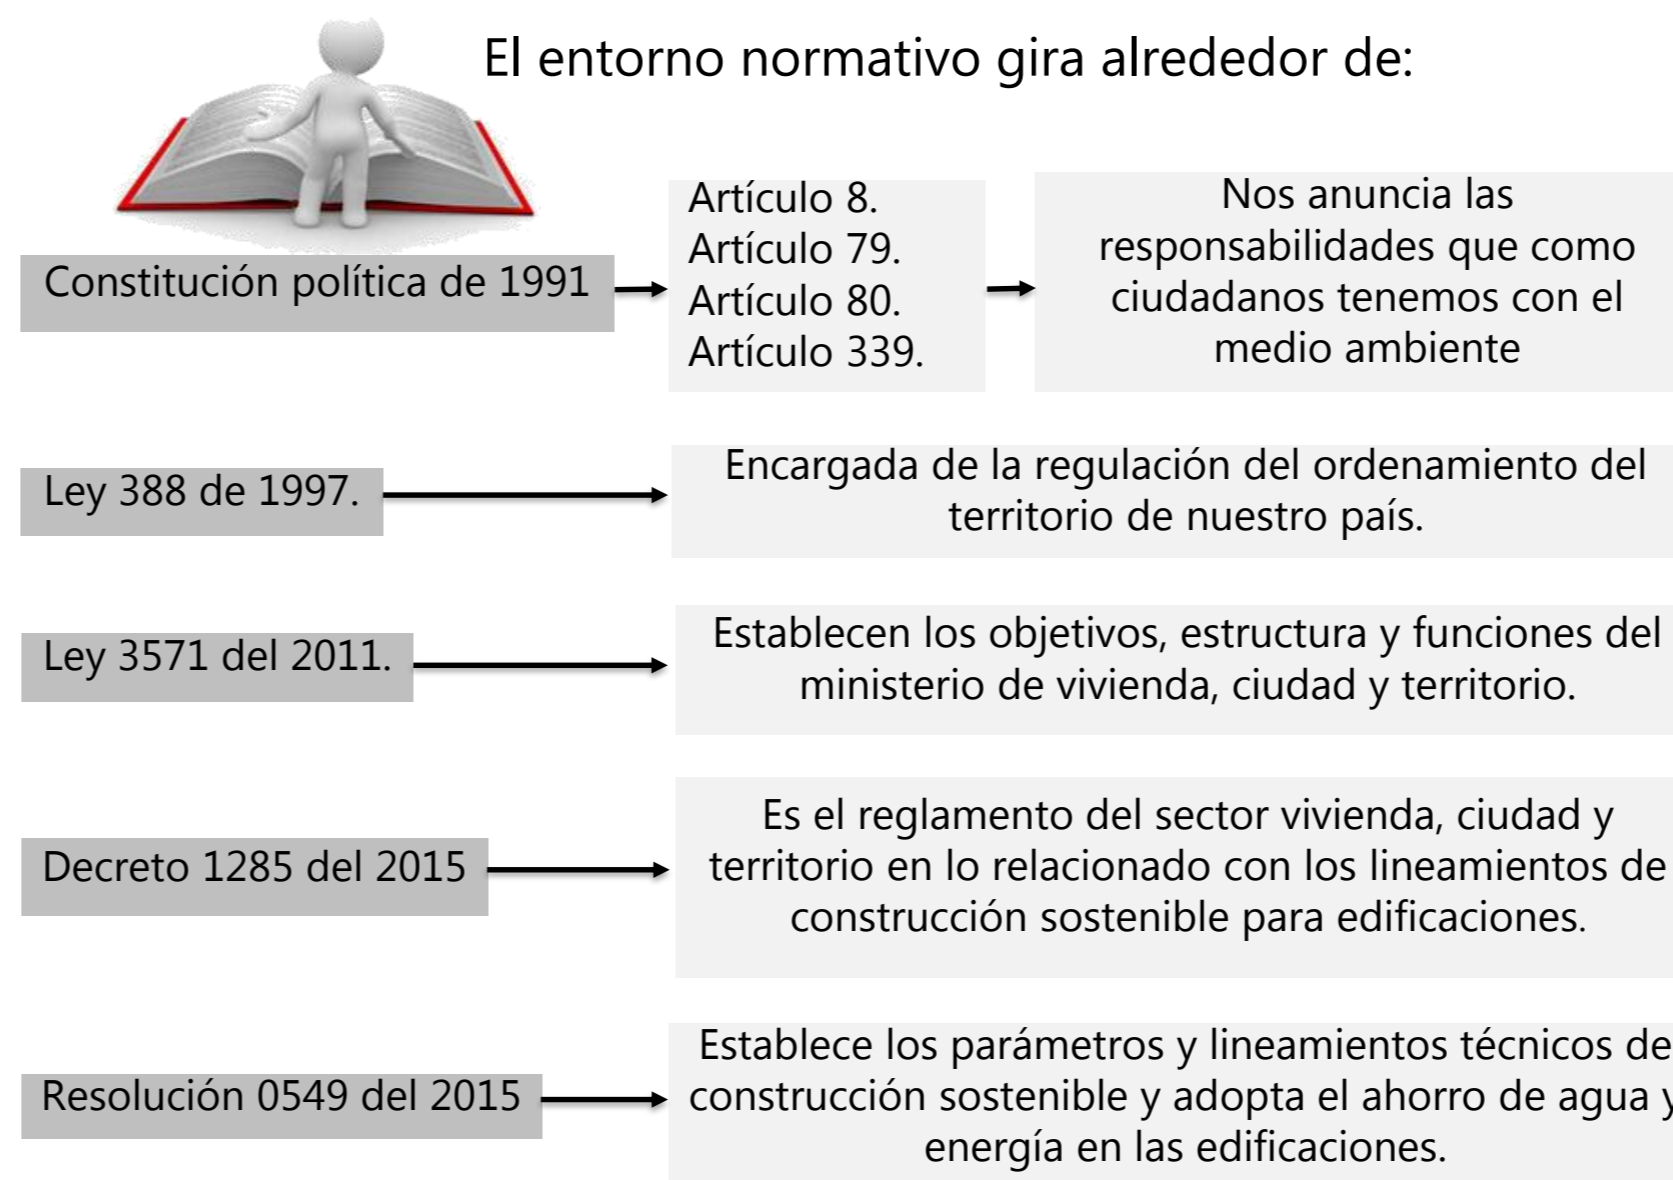 El entorno normativo gira alrededor de:
Constitución política de 1991
Artículo 8.
Artículo 79.
Artículo 80.
Artículo 339.
Nos anuncia las
responsabilidades que como
ciudadanos tenemos con el
medio ambiente
Ley 388 de 1997.
Encargada de la regulación del ordenamiento del
territorio de nuestro país.
Ley 3571 del 2011.
Establecen los objetivos, estructura y funciones del
ministerio de vivienda, ciudad y territorio.
Decreto 1285 del 2015
Es el reglamento del sector vivienda, ciudad y
territorio en lo relacionado con los lineamientos de
construcción sostenible para edificaciones.
Resolución 0549 del 2015
Establece los parámetros y lineamientos técnicos de
construcción sostenible y adopta el ahorro de agua y
energía en las edificaciones.